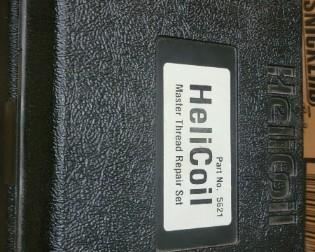 Part No. 5621
HeliCoil
Master Thread Repair Set
HeliCoil